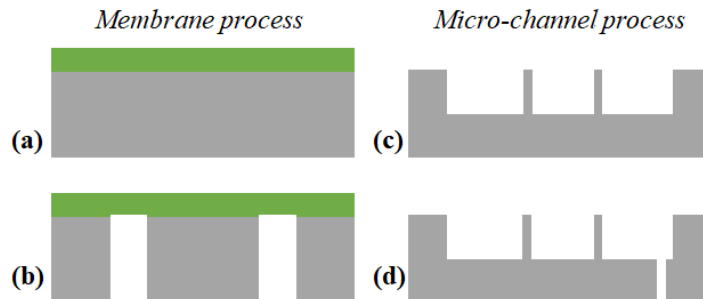 Membrane process
Micro-channel process
(a)
(c)
(b)
(d)